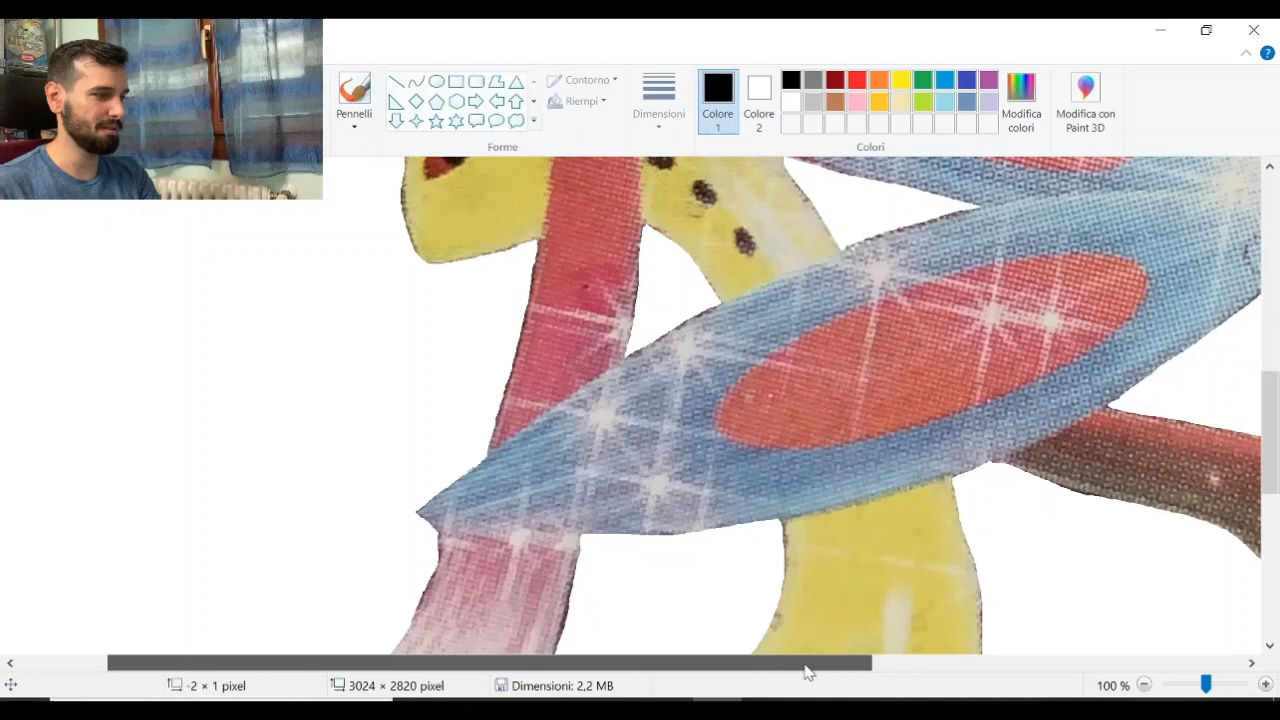 Contorno
Riempi
Pennelli
Dimensioni
Colore 1
Colore 2
Modifica colori
Modifica con Paint 3D
Forme
Colori
-2 × 1 pixel
3024 × 2820 pixel
Dimensioni: 2,2 MB
100 %